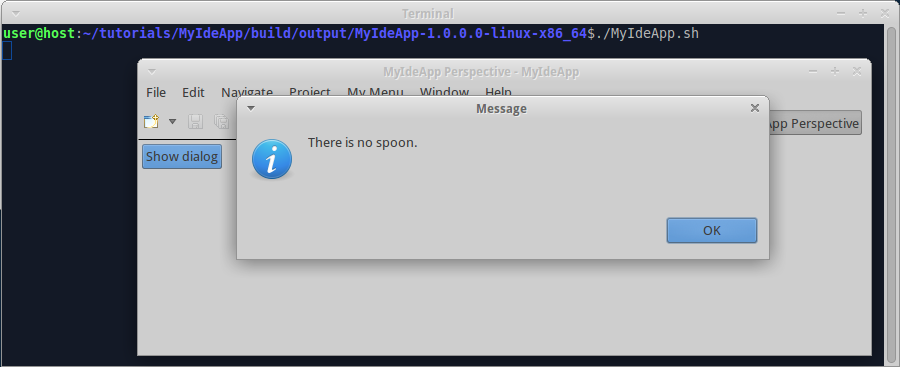 Terminal
user@host:~/tutorials/MyIdeApp/build/output/MyIdeApp-1.0.0.0-linux-x86_64$./MyIdeApp.sh
MyIdeApp Perspective - MyIdeApp
File Edit Navigate Project My Menu Window Help
Message
App Perspective
There is no spoon.
Show dialog
OK